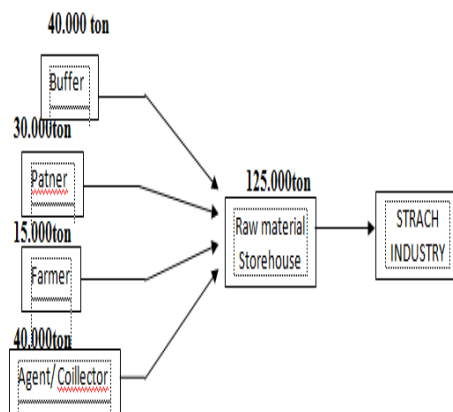 40.000 ton
Buffer
30.000ton
Patner
15.000ton
Farmer
40.000ton
Agent/Coillector
125.000ton
Raw material
Storehouse
STRACH
INDUSTRY